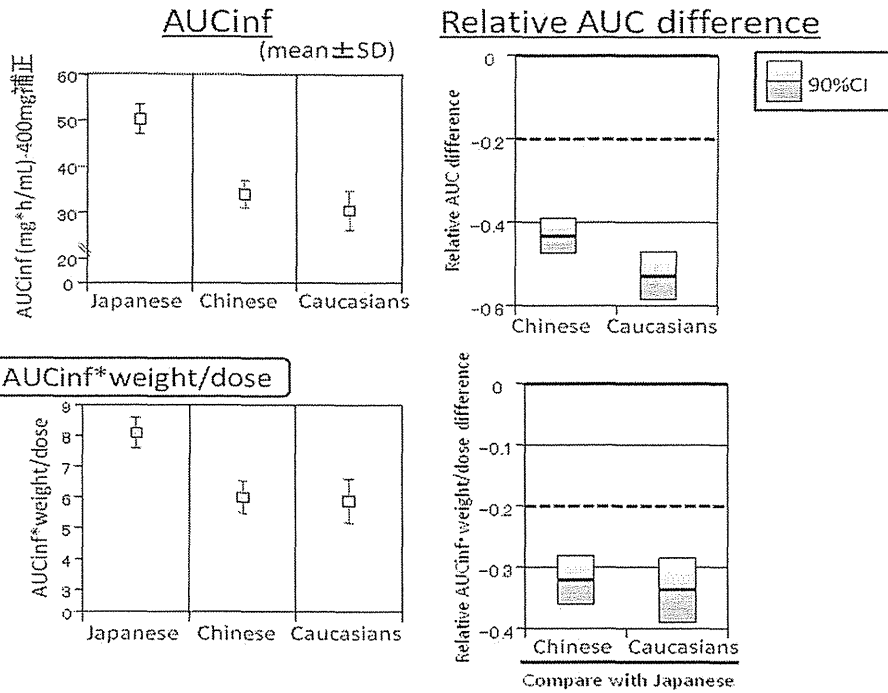 AUCinf
(mean±SD)
AUCinf (mg*h/mL)-400mg補正
60
50
40
30
20
0
Japanese Chinese Caucasians
Relative AUC difference
90%CI
Relative AUC difference
0
−0.2
−0.4
−0.6
Chinese Caucasians
AUCinf*weight/dose
AUCinf*weight/dose
9
8
7
6
5
4
3
0
Japanese Chinese Caucasians
Relative AUCinf*weight/dose difference
0
−0.1
−0.2
−0.3
−0.4
Chinese Caucasians
Compare with Japanese